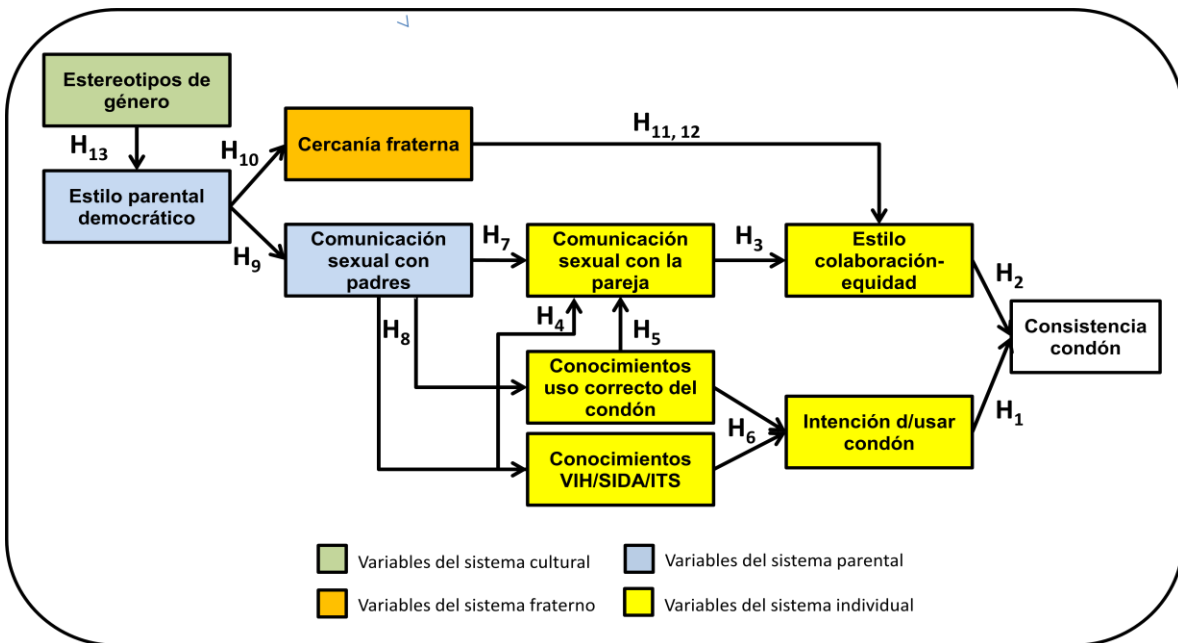 Estereotipos de
género
H13
Estilo parental
democrático
H10
H9
Cercanía fraterna
H11, 12
Comunicación
sexual con
padres
H7
Comunicación
sexual con la
pareja
H3
Estilo
colaboración-
equidad
H2
Consistencia
condón
H8
H4
H5
Conocimientos
uso correcto del
condón
H6
Intención d/usar
condón
H1
Conocimientos
VIH/SIDA/ITS
Variables del sistema cultural
Variables del sistema parental
Variables del sistema fraterno
Variables del sistema individual